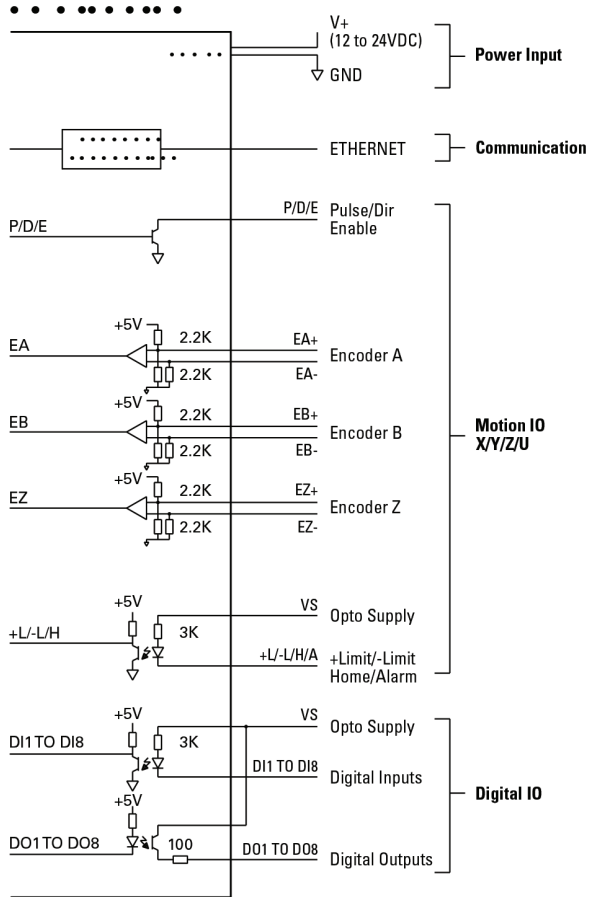 V+
(12 to 24VDC)
GND
Power Input
ETHERNET
Communication
P/D/E
P/D/E
Pulse/Dir
Enable
+5V
2.2K
EA
EA+
Encoder A
2.2K
EA-
+5V
2.2K
EB
EB+
Encoder B
2.2K
EB-
Motion IO
X/Y/Z/U
+5V
2.2K
EZ
EZ+
Encoder Z
2.2K
EZ-
+5V
VS
Opto Supply
+L/-L/H
3K
+L/-L/H/A
+Limit/-Limit
Home/Alarm
+5V
VS
Opto Supply
DI1 TO DI8
3K
DI1 TO DI8
Digital Inputs
Digital IO
+5V
DO1 TO DO8
100
DO1 TO DO8
Digital Outputs